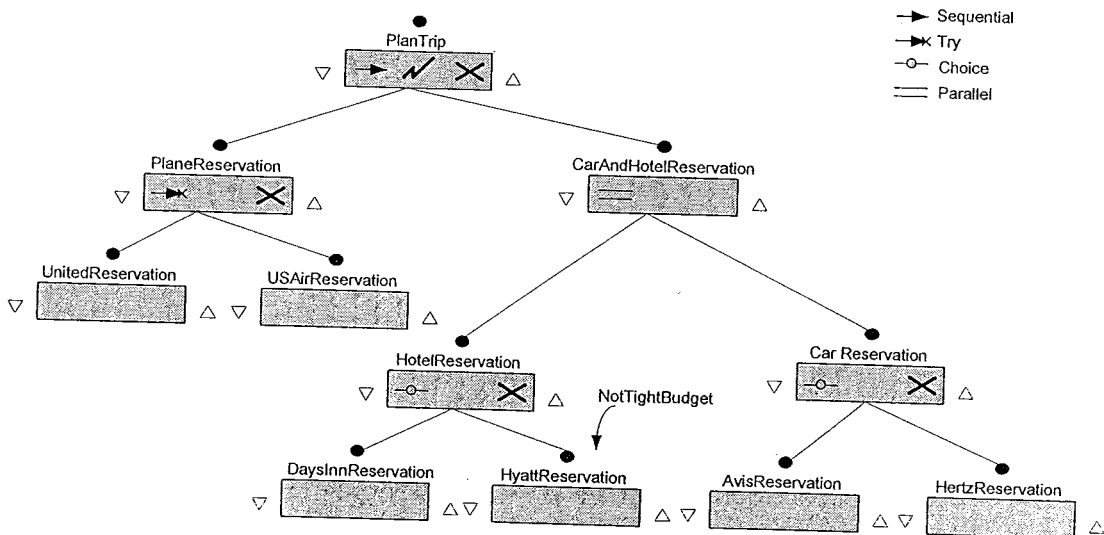 Sequential
Try
Choice
Parallel
PlanTrip
PlaneReservation
CarAndHotelReservation
UnitedReservation
USAirReservation
HotelReservation
Car Reservation
NotTightBudget
DaysInnReservation
HyattReservation
AvisReservation
HertzReservation